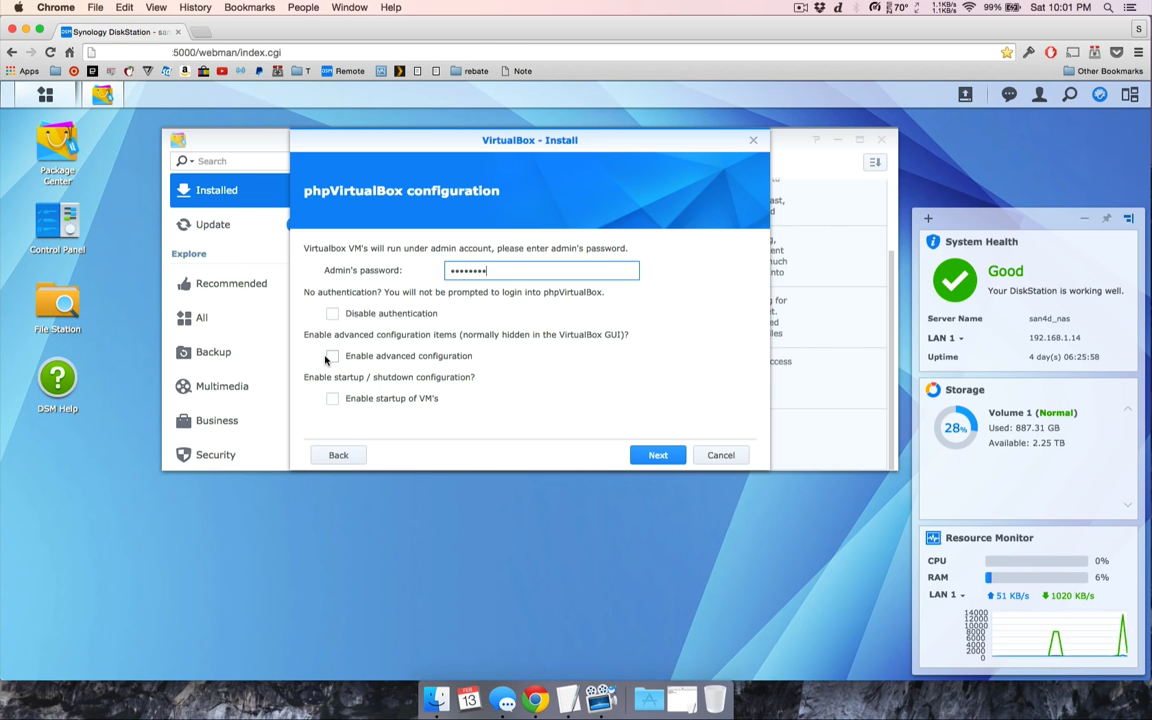 Chrome File Edit View History Bookmarks People Window Help
70° 1.1KB/s 1.1KB/s 99% Sat 10:01 PM
Synology DiskStation - san
S
:5000/webman/index.cgi
Apps T Remote rebate Note Other Bookmarks
Package Center
Control Panel
File Station
DSM Help
Search
Installed
Update
Explore
Recommended
All
Backup
Multimedia
Business
Security
VirtualBox - Install
phpVirtualBox configuration
Virtualbox VM's will run under admin account, please enter admin's password.
Admin's password: ••••••••
No authentication? You will not be prompted to login into phpVirtualBox.
Disable authentication
Enable advanced configuration items (normally hidden in the VirtualBox GUI)?
Enable advanced configuration
Enable startup / shutdown configuration?
Enable startup of VM's
Back Next Cancel
System Health
Good
Your DiskStation is working well.
Server Name san4d_nas
LAN 1 192.168.1.14
Uptime 4 day(s) 06:25:58
Storage
28%
Volume 1 (Normal)
Used: 887.31 GB
Available: 2.25 TB
Resource Monitor
CPU 0%
RAM 6%
LAN 1 51 KB/s 1020 KB/s
14000
12000
10000
8000
6000
4000
2000
0
FEB
13